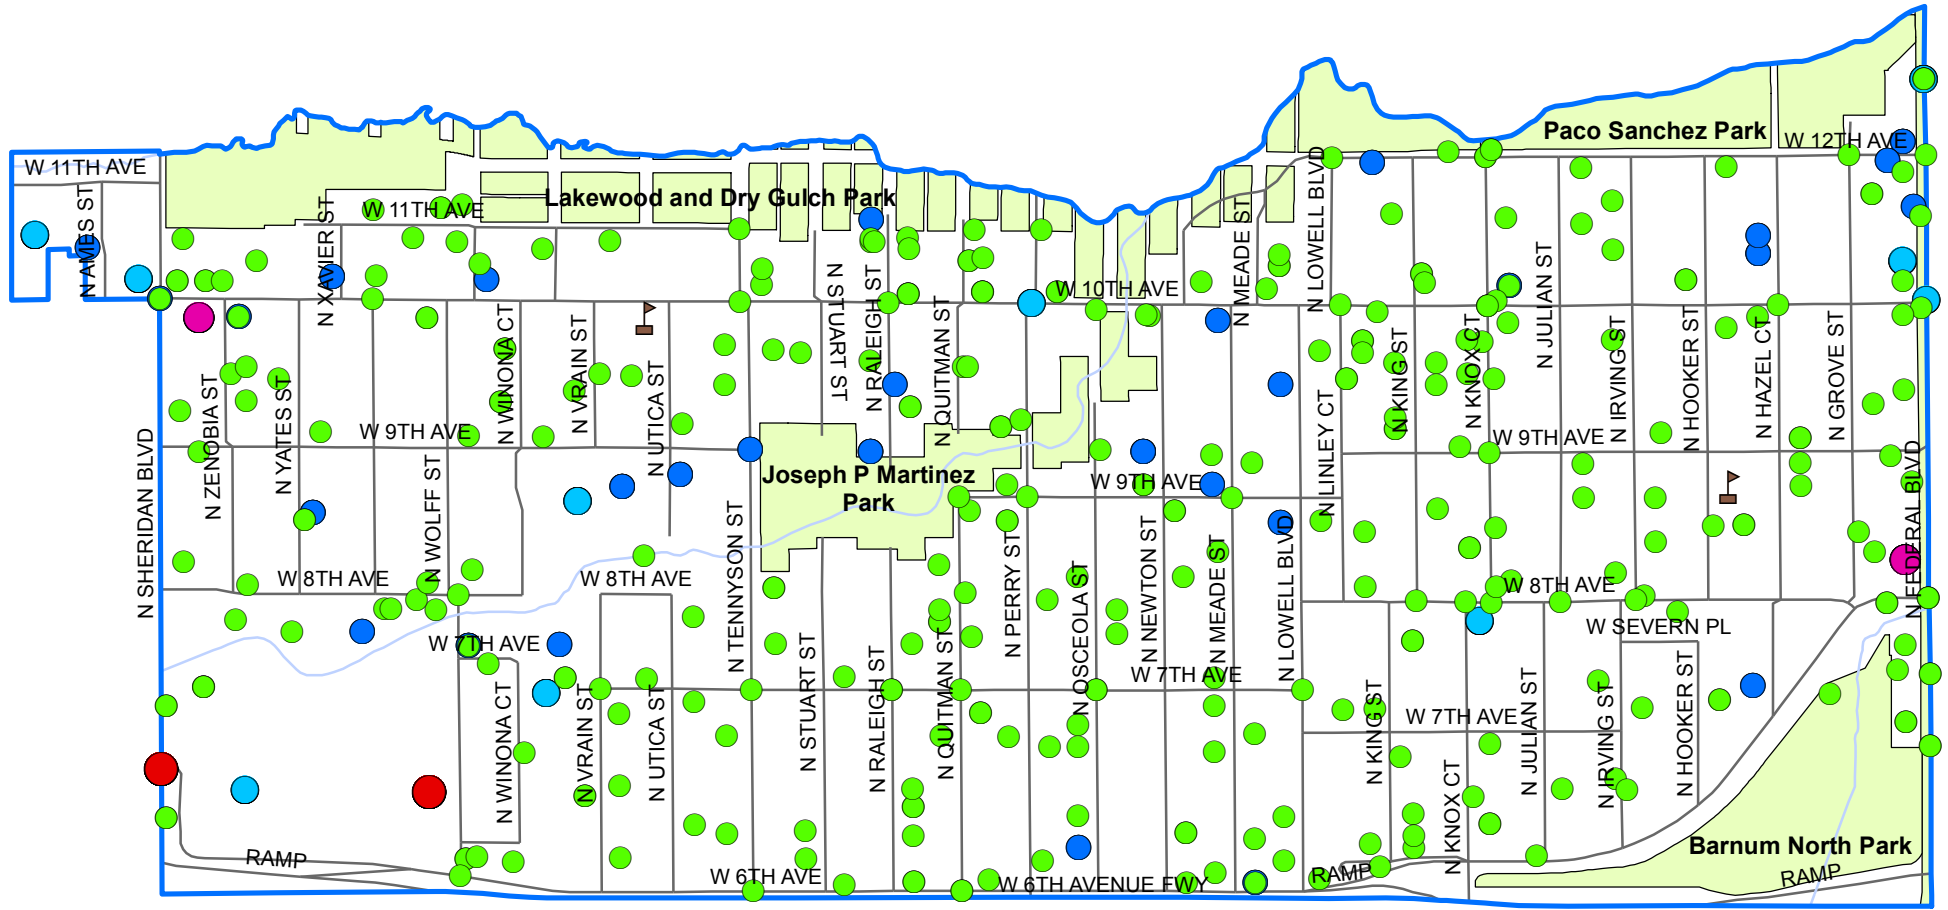 Paco Sanchez Park
W 12TH AVE
W 11TH AVE
N AMES ST
Lakewood and Dry Gulch Park
W 11TH AVE
N XAVIER ST
N MEADE ST
N LOWELL BLVD
W 10TH AVE
N STUART ST
N RALEIGH ST
N QUITMAN ST
N WINONA CT
N VRAIN ST
N UTICA ST
N JULIAN ST
N KING ST
N KNOX CT
N IRVING ST
N HOOKER ST
N HAZEL CT
N GROVE ST
N ZENOBIA ST
N YATES ST
N SHERIDAN BLVD
W 9TH AVE
W 9TH AVE
N LINLEY CT
N WOLFF ST
Joseph P Martinez
Park
W 9TH AVE
N FEDERAL BLVD
N TENNYSON ST
N PERRY ST
N OSCEOLA ST
N NEWTON ST
N MEADE ST
N LOWELL BLVD
W 8TH AVE
W 8TH AVE
W 8TH AVE
W SEVERN PL
W 7TH AVE
N STUART ST
N RALEIGH ST
N QUITMAN ST
W 7TH AVE
N WINONA CT
N VRAIN ST
N UTICA ST
W 7TH AVE
N KING ST
N KNOX CT
N JULIAN ST
N IRVING ST
N HOOKER ST
Barnum North Park
RAMP
W 6TH AVE
W 6TH AVENUE FWY
RAMP
RAMP